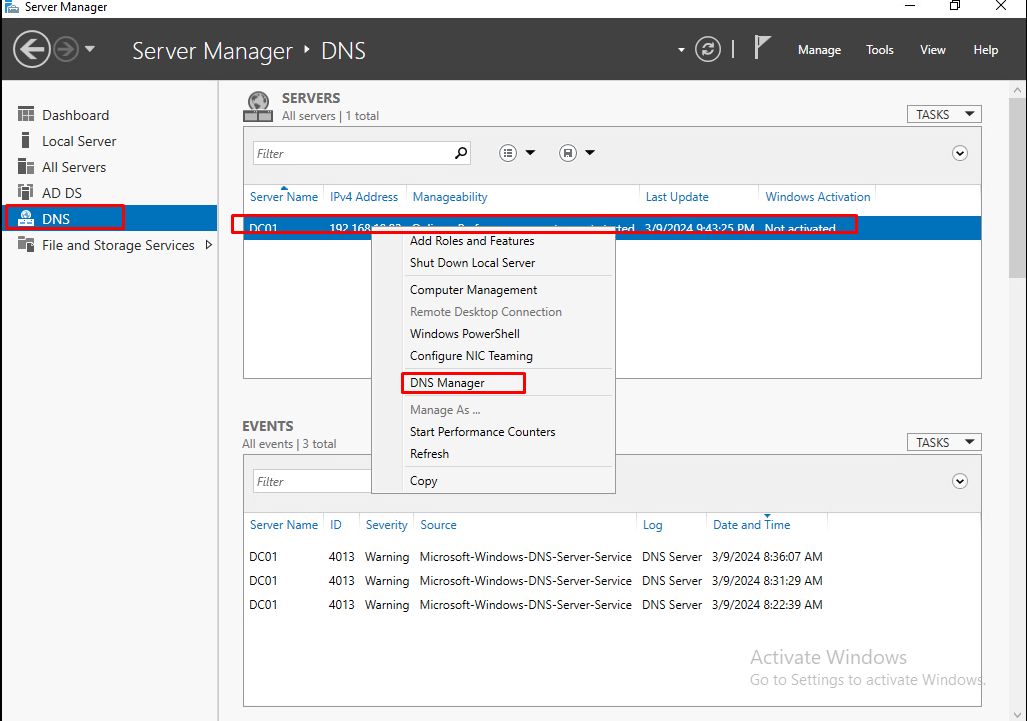 Server Manager
Server Manager ‣ DNS
Manage Tools View Help
Dashboard
Local Server
All Servers
AD DS
DNS
File and Storage Services
SERVERS
All servers | 1 total
TASKS
Filter
Server Name IPv4 Address Manageability Last Update Windows Activation
DC01 3/9/2024 9:43:25 PM Not activated
Add Roles and Features
Shut Down Local Server
Computer Management
Remote Desktop Connection
Windows PowerShell
Configure NIC Teaming
DNS Manager
Manage As ...
Start Performance Counters
Refresh
Copy
EVENTS
All events | 3 total
TASKS
Filter
Server Name ID Severity Source Log Date and Time
DC01 4013 Warning Microsoft-Windows-DNS-Server-Service DNS Server 3/9/2024 8:36:07 AM
DC01 4013 Warning Microsoft-Windows-DNS-Server-Service DNS Server 3/9/2024 8:31:29 AM
DC01 4013 Warning Microsoft-Windows-DNS-Server-Service DNS Server 3/9/2024 8:22:39 AM
Activate Windows
Go to Settings to activate Windows.